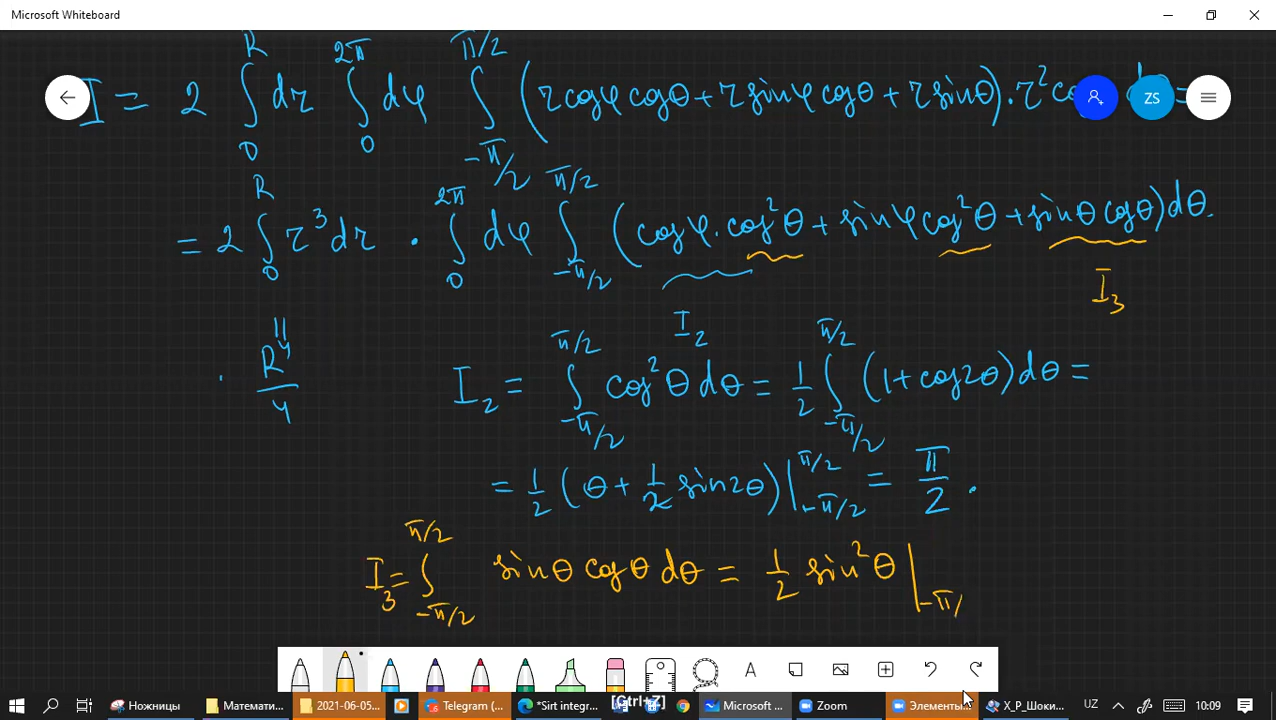 Microsoft Whiteboard
I = 2 ∫₀^R dr ∫₀^{2π} dφ ∫_{-π/2}^{π/2} (r cosφ cosθ + r sinφ cosθ + r sinθ) · r² co
ZS
= 2 ∫₀^R r³ dr · ∫₀^{2π} dφ ∫_{-π/2}^{π/2} (cosφ · cos²θ + sinφ cos²θ + sinθ cosθ) dθ.
I₂
I₃
"
R⁴/4
I₂ = ∫_{-π/2}^{π/2} cos²θ dθ = 1/2 ∫_{-π/2}^{π/2} (1 + cos2θ) dθ =
= 1/2 (θ + 1/2 sin2θ) |_{-π/2}^{π/2} = π/2.
I₃ = ∫_{-π/2}^{π/2} sinθ cosθ dθ = 1/2 sin²θ |_{-π/
A
[Ctrl+Z]
Ножницы
Математи...
2021-06-05...
Telegram (...
*Sirt integr...
Microsoft ...
Zoom
Элементы
Х_Р_Шоки...
UZ
10:09